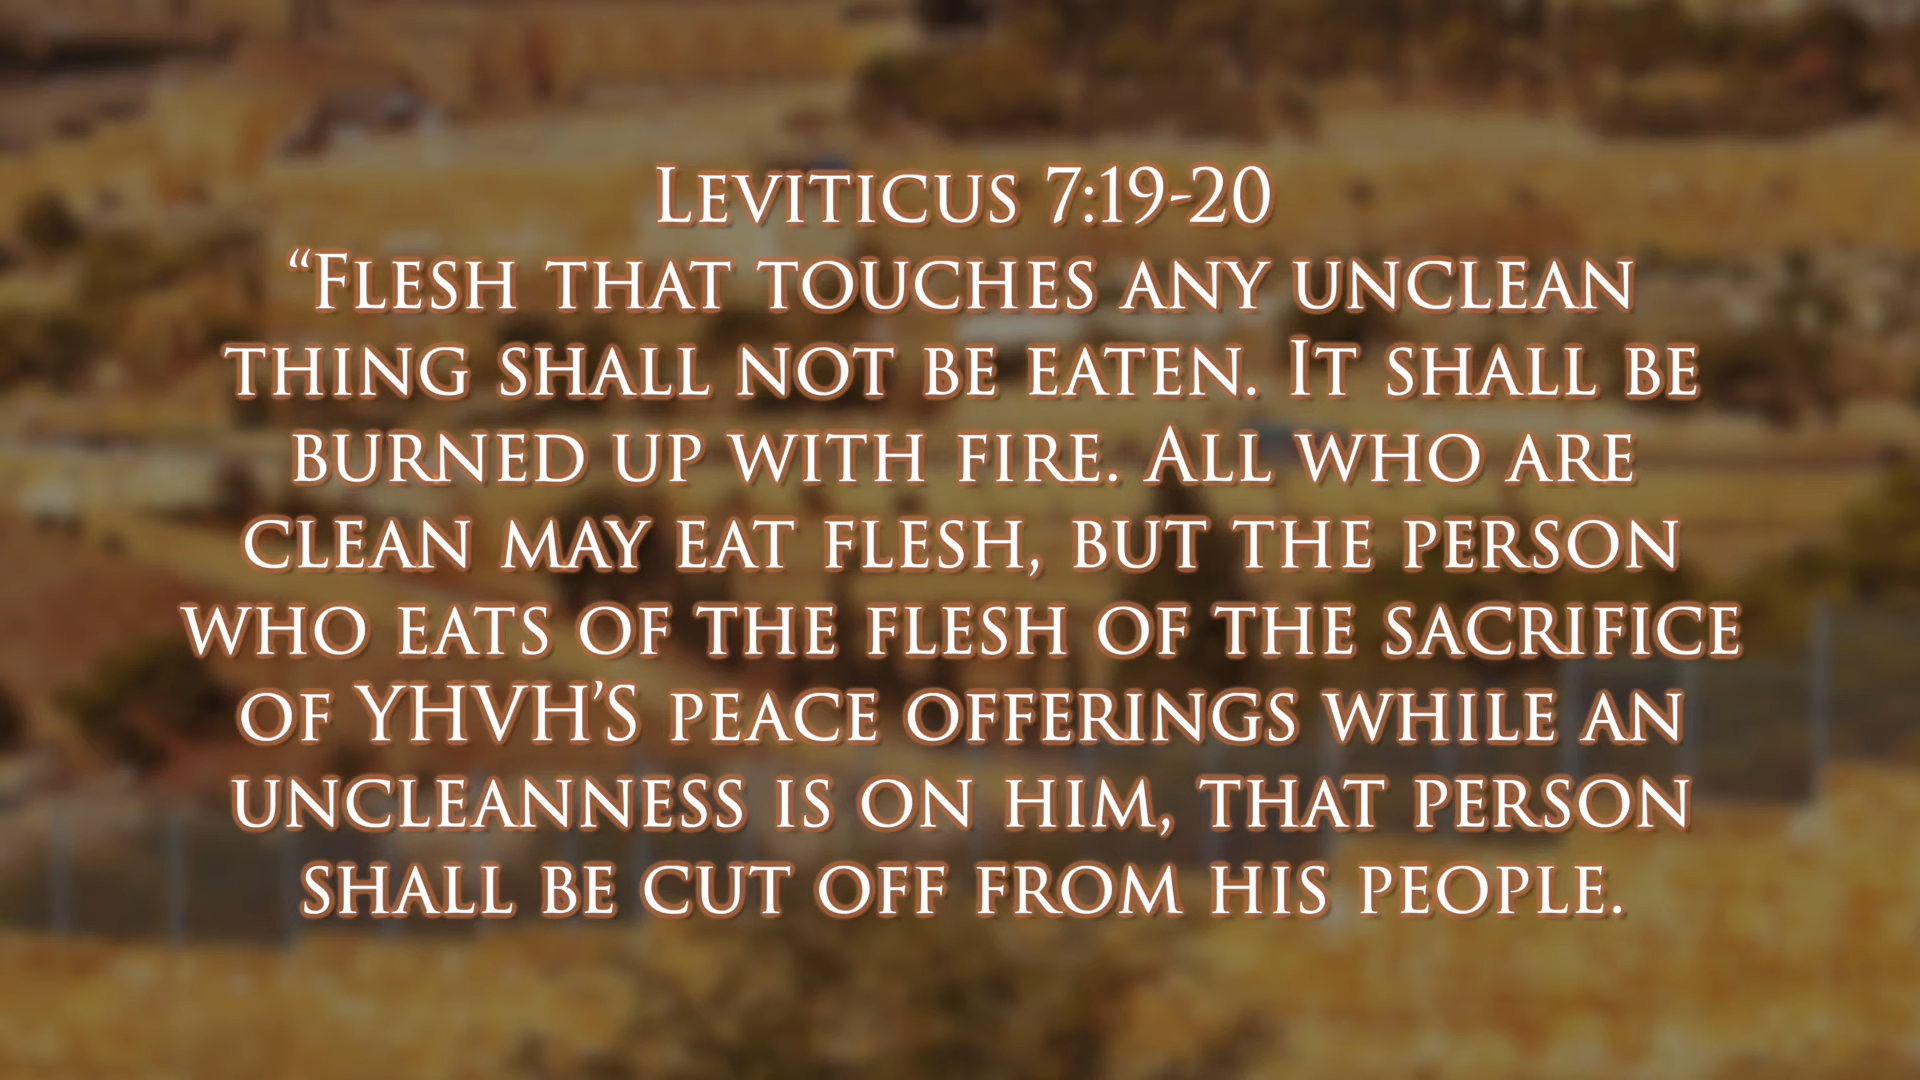 Leviticus 7:19-20
“Flesh that touches any unclean
thing shall not be eaten. It shall be
burned up with fire. All who are
clean may eat flesh, but the person
who eats of the flesh of the sacrifice
of YHVH’S peace offerings while an
uncleanness is on him, that person
shall be cut off from his people.